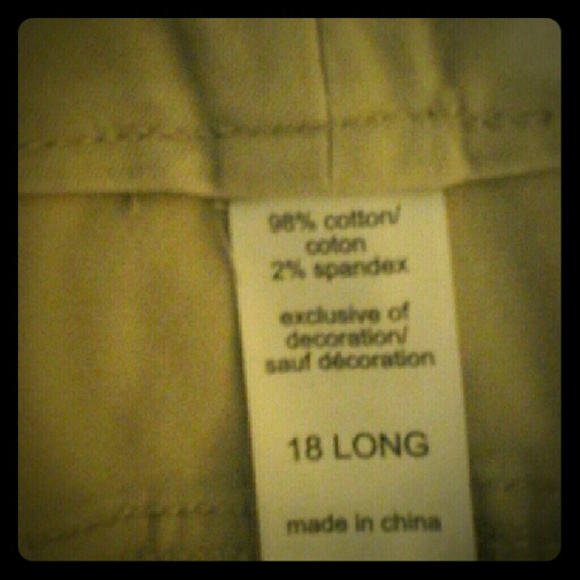 98% cotton/
coton
2% spandex
exclusive of
decoration/
sauf décoration
18 LONG
made in china